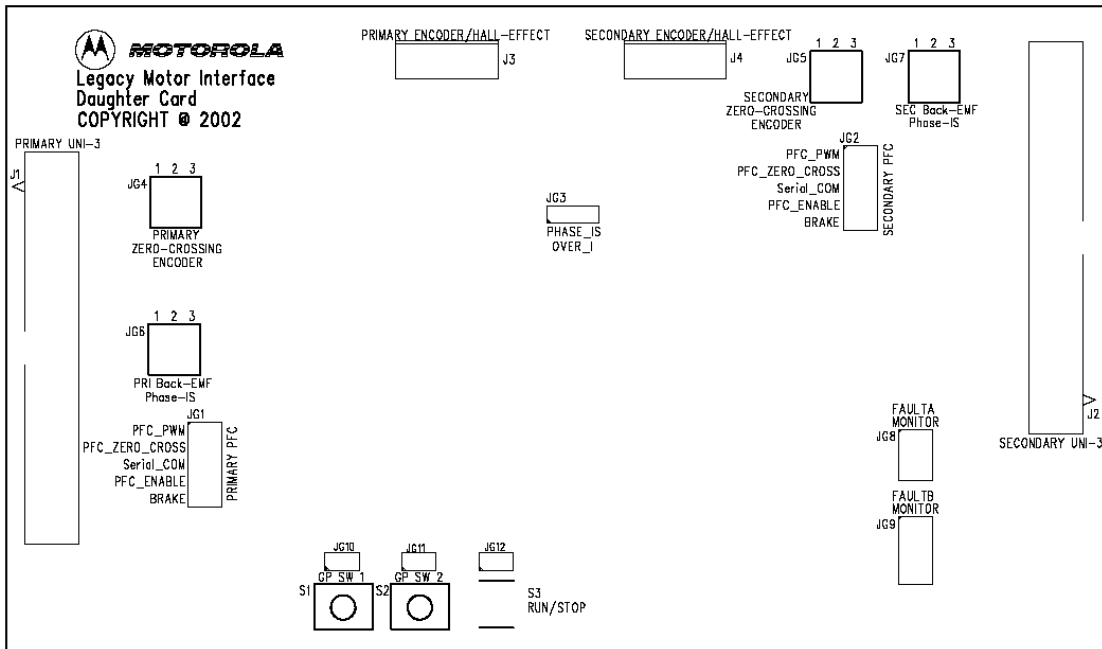 MOTOROLA
Legacy Motor Interface
Daughter Card
COPYRIGHT @ 2002
PRIMARY ENCODER/HALL-EFFECT
J3
SECONDARY ENCODER/HALL-EFFECT
J4
1 2 3
JG5
SECONDARY
ZERO-CROSSING
ENCODER
1 2 3
JG7
SEC Back-EMF
Phase-IS
PRIMARY UNI-3
J1
1 2 3
JG4
PRIMARY
ZERO-CROSSING
ENCODER
JG3
PHASE_IS
OVER_I
JG2
PFC_PWM
PFC_ZERO_CROSS
Serial_COM
PFC_ENABLE
BRAKE
SECONDARY PFC
1 2 3
JG6
PRI Back-EMF
Phase-IS
JG1
PFC_PWM
PFC_ZERO_CROSS
Serial_COM
PFC_ENABLE
BRAKE
PRIMARY PFC
J2
SECONDARY UNI-3
FAULTA
MONITOR
JG8
FAULTB
MONITOR
JG9
JG10
GP SW 1
S1
JG11
GP SW 2
S2
JG12
S3
RUN/STOP